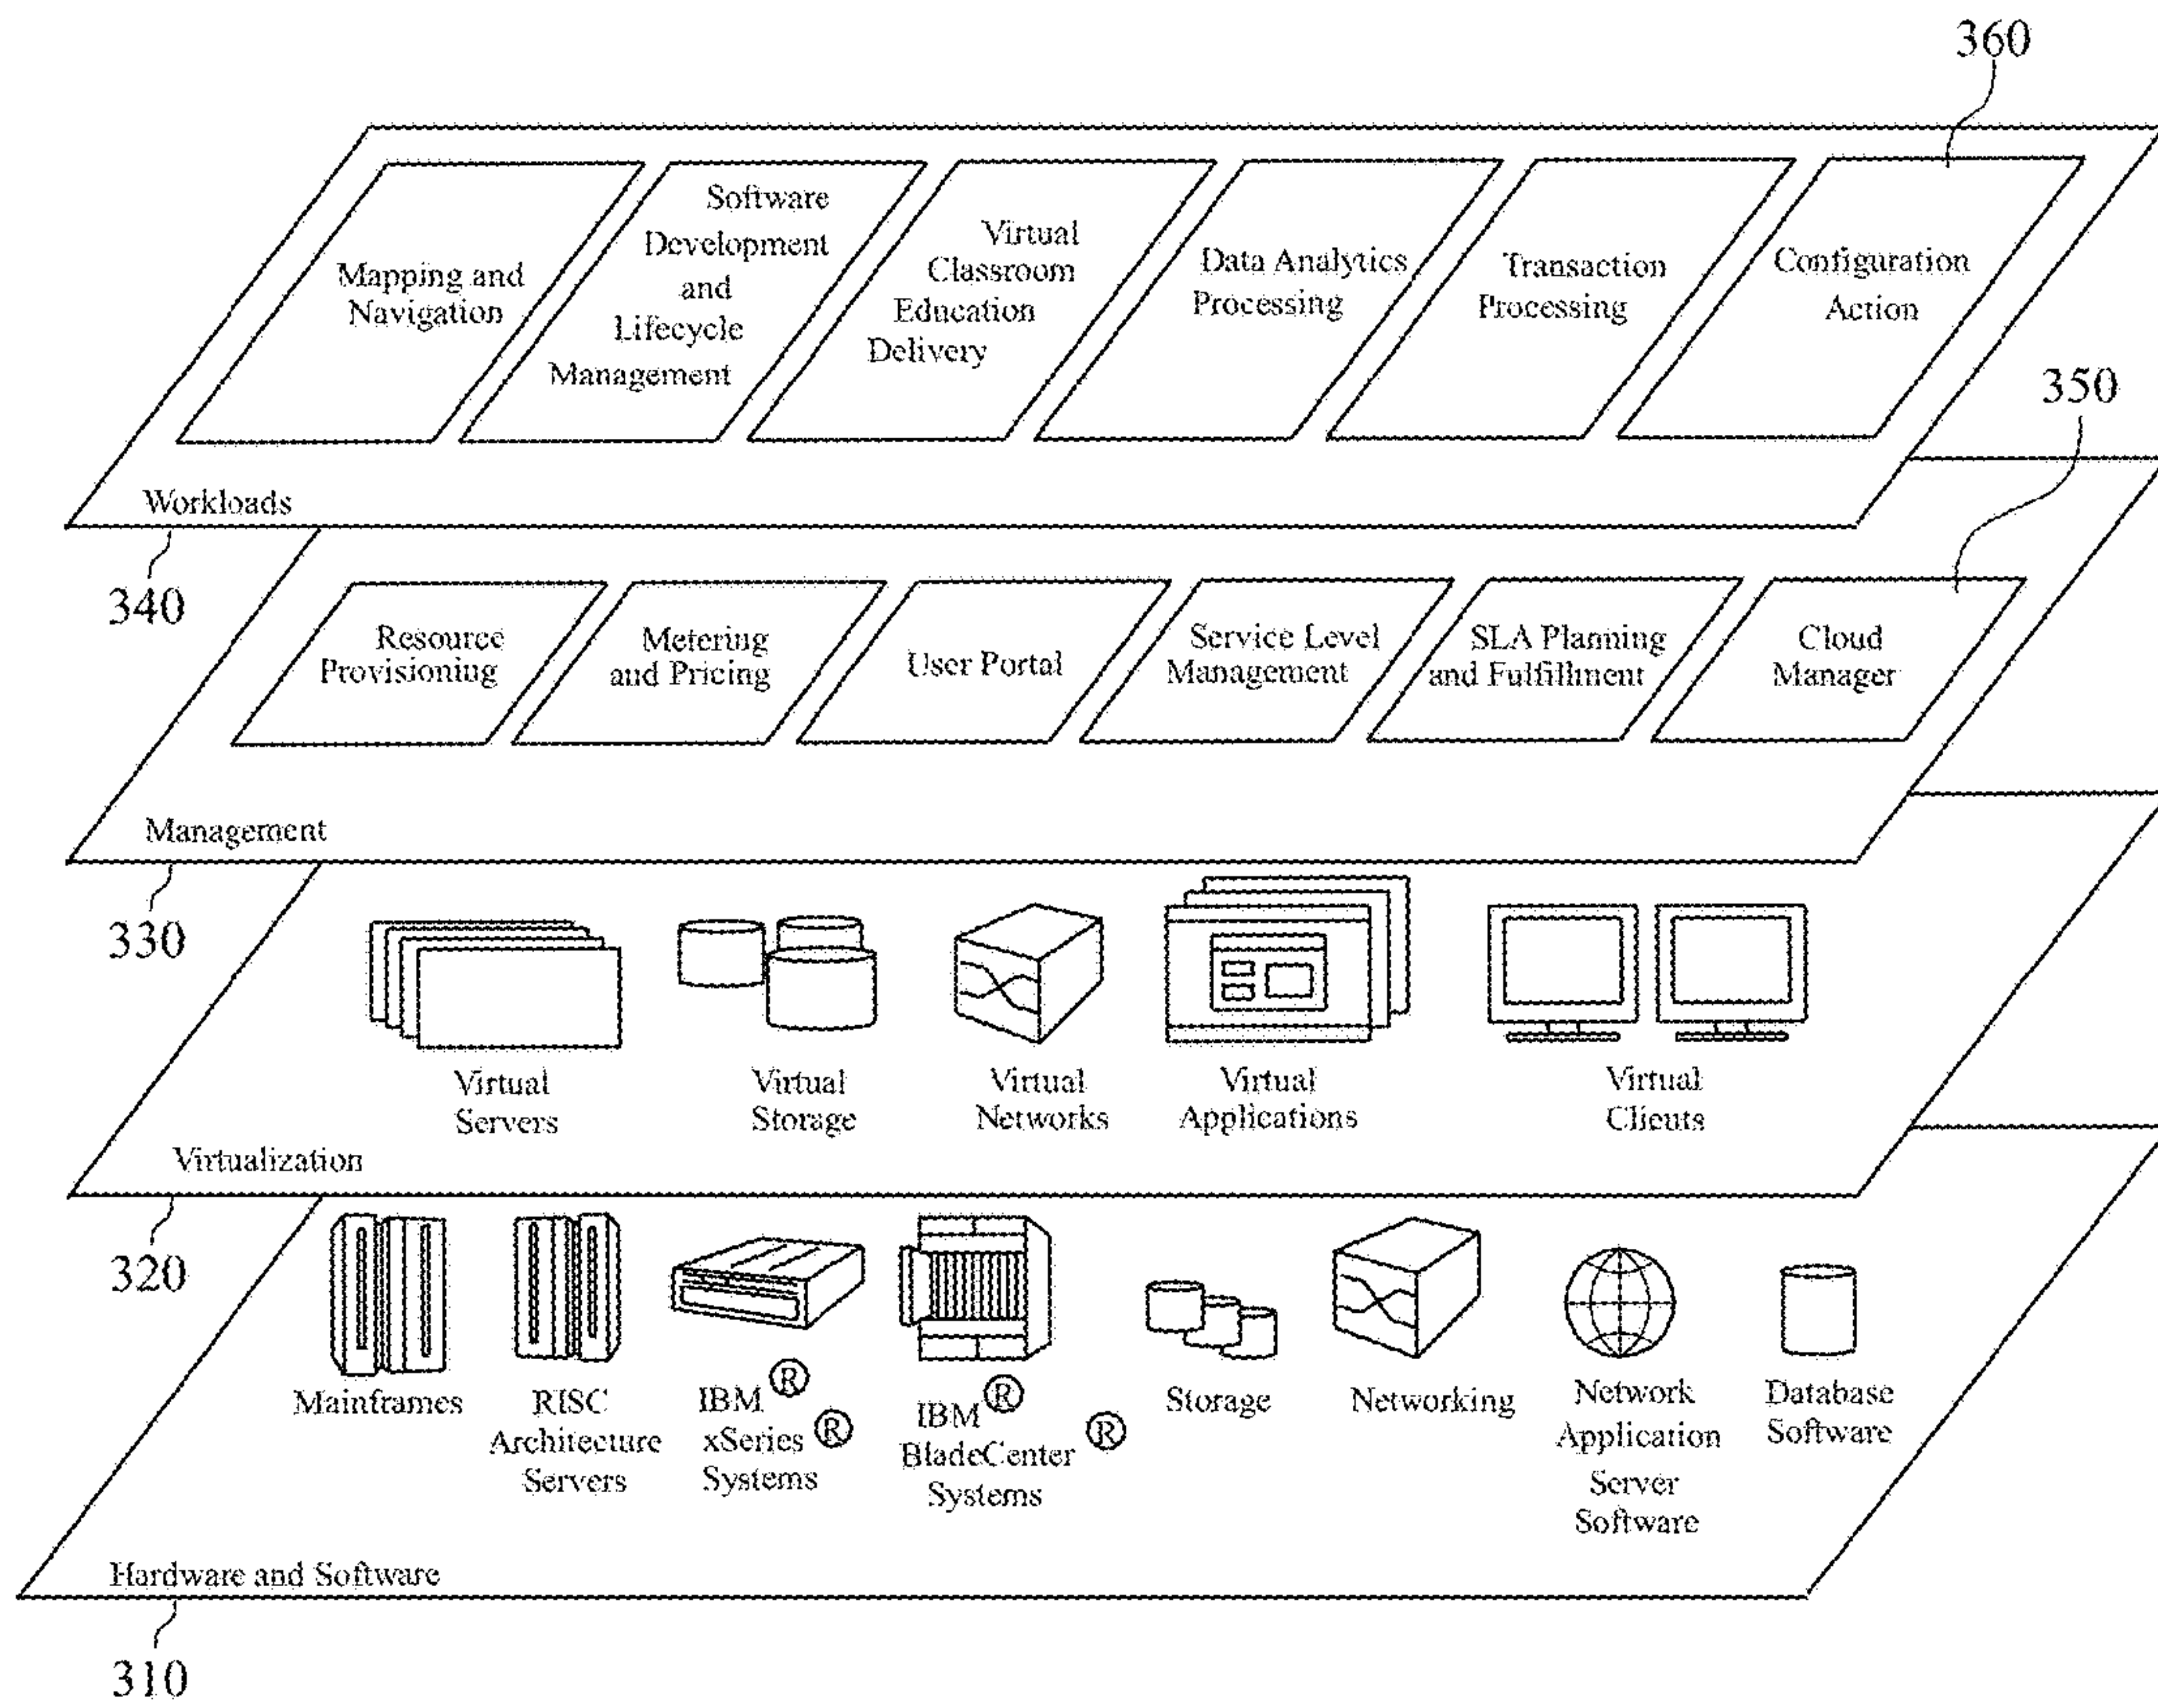 360
Mapping and
Navigation
Software
Development
and
Lifecycle
Management
Virtual
Classroom
Education
Delivery
Data Analytics
Processing
Transaction
Processing
Configuration
Action
350
Workloads
340
Resource
Provisioning
Metering
and Pricing
User Portal
Service Level
Management
SLA Planning
and Fulfillment
Cloud
Manager
Management
330
Virtual
Servers
Virtual
Storage
Virtual
Networks
Virtual
Applications
Virtual
Clients
Virtualization
320
Mainframes
RISC
Architecture
Servers
IBM ®
xSeries ®
Systems
IBM ®
BladeCenter ®
Systems
Storage
Networking
Network
Application
Server
Software
Database
Software
Hardware and Software
310